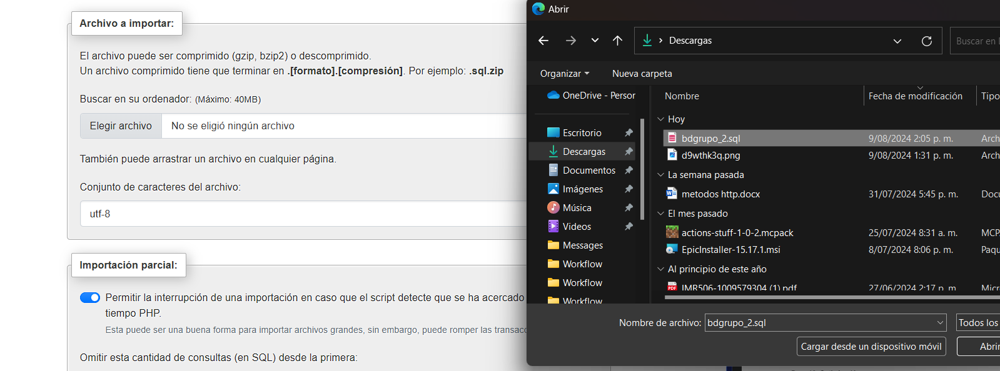 Archivo a importar:
El archivo puede ser comprimido (gzip, bzip2) o descomprimido.
Un archivo comprimido tiene que terminar en .[formato].[compresión]. Por ejemplo: .sql.zip
Buscar en su ordenador: (Máximo: 40MB)
Elegir archivo No se eligió ningún archivo
También puede arrastrar un archivo en cualquier página.
Conjunto de caracteres del archivo:
utf-8
Importación parcial:
Permitir la interrupción de una importación en caso que el script detecte que se ha acercado
tiempo PHP.
Esta puede ser una buena forma para importar archivos grandes, sin embargo, puede romper las transacc
Omitir esta cantidad de consultas (en SQL) desde la primera:
Abrir
Descargas
Buscar en
Organizar Nueva carpeta
OneDrive - Persor
Escritorio
Descargas
Documentos
Imágenes
Música
Videos
Messages
Workflow
Workflow
Workflow
Nombre Fecha de modificación Tipo
Hoy
bdgrupo_2.sql 9/08/2024 2:05 p. m. Arch
d9wthk3q.png 9/08/2024 1:31 p. m. Arch
La semana pasada
metodos http.docx 31/07/2024 5:45 p. m. Docu
El mes pasado
actions-stuff-1-0-2.mcpack 25/07/2024 8:31 a. m. MCP
EpicInstaller-15.17.1.msi 8/07/2024 8:06 p. m. Paqu
Al principio de este año
IMR506-1009579304 (1).pdf 27/06/2024 2:17 p. m. Micr
Nombre de archivo: bdgrupo_2.sql Todos los
Cargar desde un dispositivo móvil Abrir